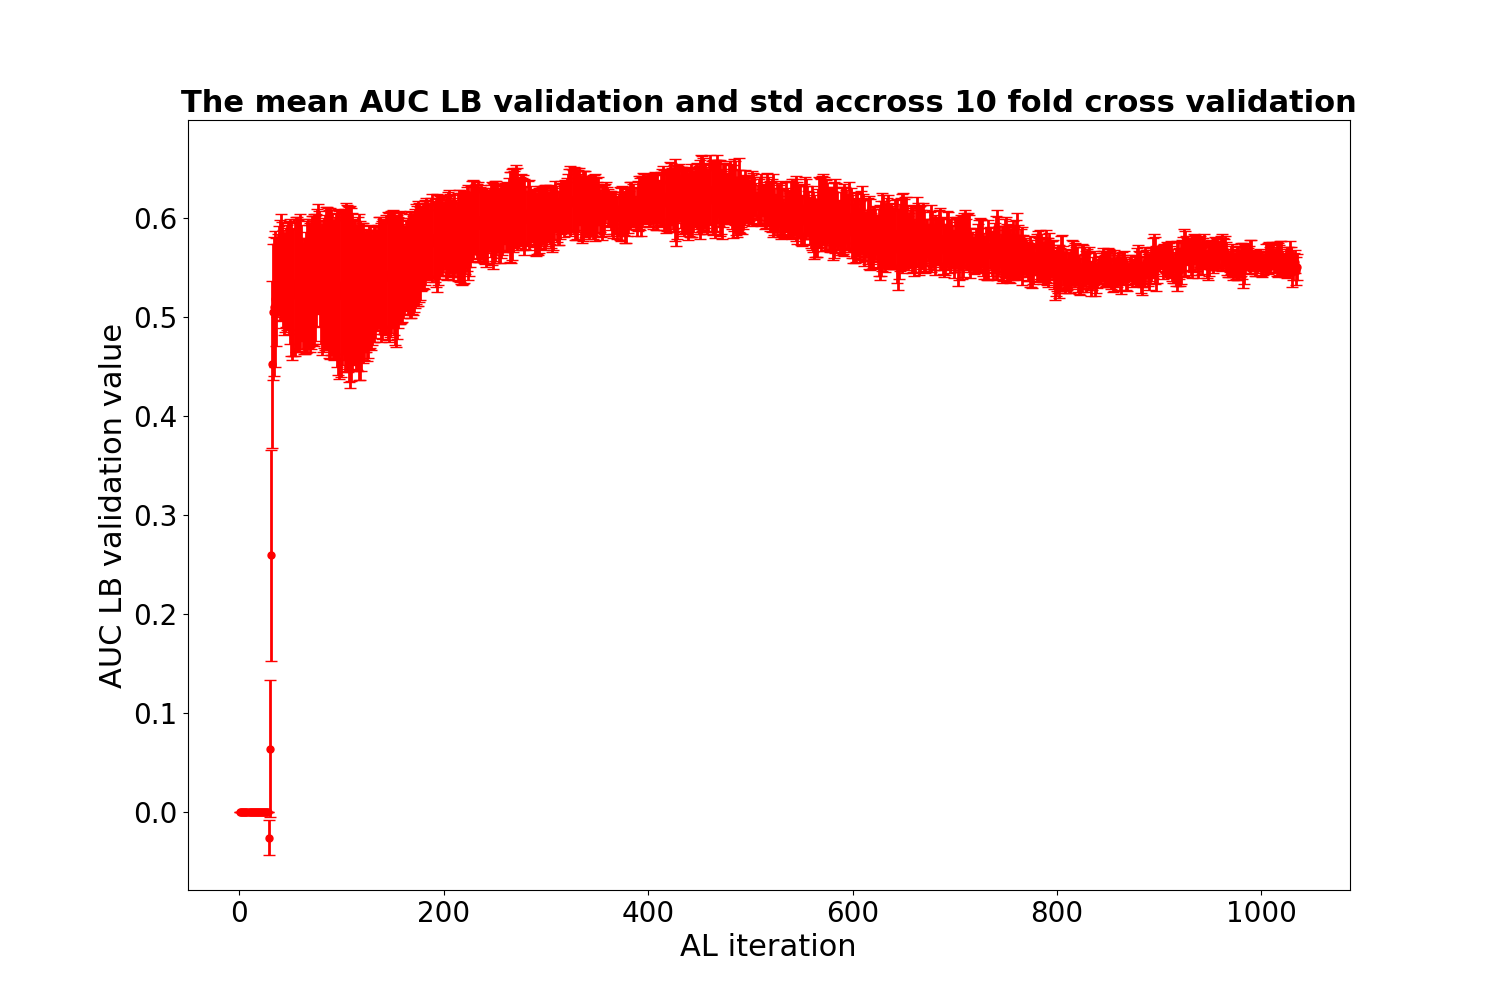 The mean AUC LB validation and std accross 10 fold cross validation
AUC LB validation value
0.6
0.5
0.4
0.3
0.2
0.1
0.0
0 200 400 600 800 1000
AL iteration